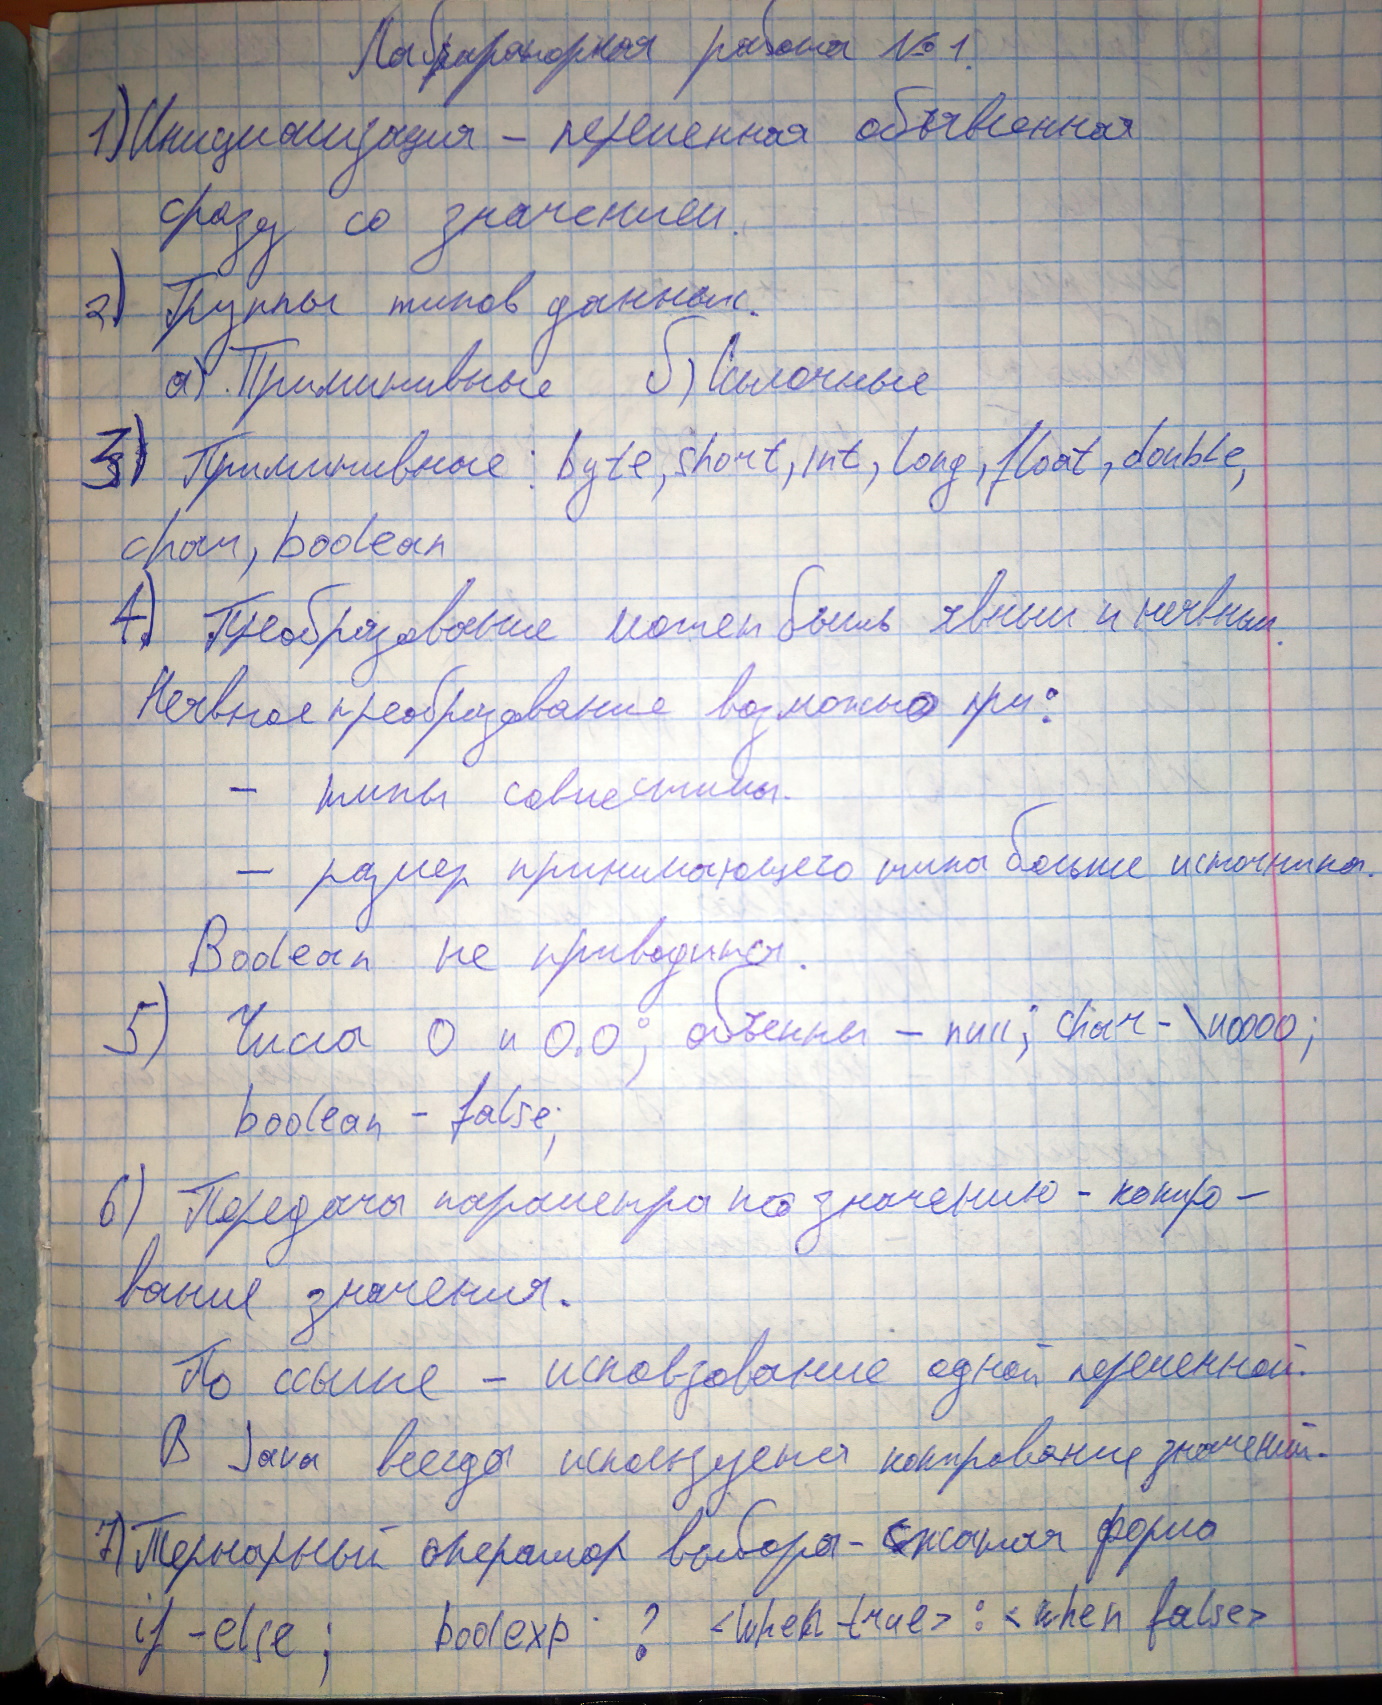 Лабораторная работа №1.
1) Инициализация – переменная объявленная
сразу со значением.
2) Группы типов данных.
а) Примитивные б) Ссылочные
3) Примитивные: byte, short, int, long, float, double,
char, boolean
4) Преобразование может быть явным и неявным.
Неявное преобразование возможно при:
– типы совместимы.
– размер принимающего типа больше источника.
Boolean не приводится.
5) Числа 0 и 0.0; объекты – null; char - \u0000;
boolean - false;
6) Передача параметра по значению - копиро-
вание значения.
По ссылке – использование одной переменной.
В Java всегда используется копирование значений.
7) Тернарный оператор выбора - сжатая форма
if-else; boolexp ? <when true> : <when false>